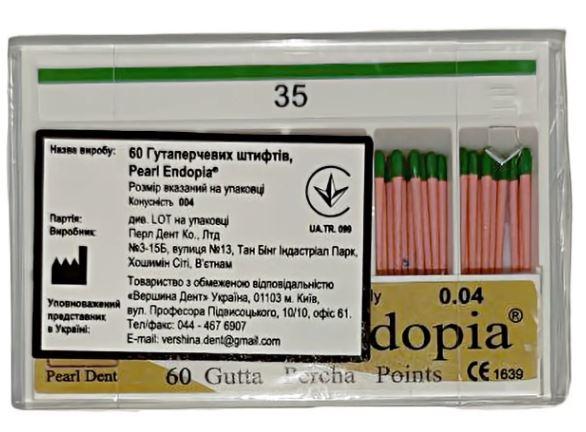 35
Назва виробу: 60 Гутаперчевих штифтів,
Pearl Endopia®
Розмір вказаний на упаковці
Конусність 004
UA.TR. 099
Партія: див. LOT на упаковці
Виробник: Перл Дент Ко., Лтд
№3-15Б, вулиця №13, Тан Бінг Індастріал Парк,
Хошимін Сіті, В'єтнам
Уповноважений представник в Україні:
Товариство з обмеженою відповідальністю
«Вершина Дент» Україна, 01103 м. Київ,
вул. Професора Підвисоцького, 10/10, офіс 61.
Тел/факс: 044 - 467 6907
E-mail: vershina.dent@gmail.com
ly 0.04
dopia®
Pearl Dent 60 Gutta Percha Points CE 1639